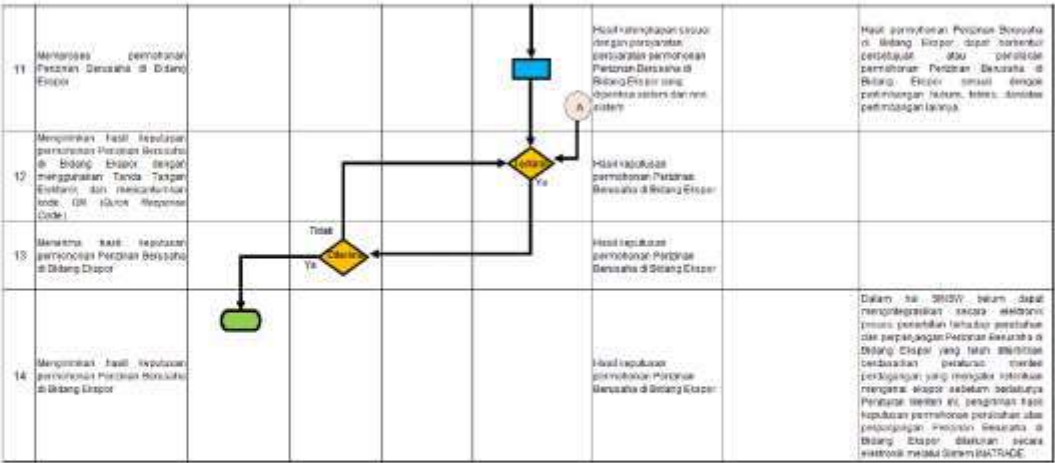 11
Memproses permohonan
Perizinan Berusaha di Bidang
Ekspor
Hasil kelengkapan sesuai
dengan persyaratan
persyaratan permohonan
Perizinan Berusaha di
Bidang Ekspor yang
diperiksa sistem dan non
sistem
Hasil permohonan Perizinan Berusaha
di Bidang Ekspor dapat berbentuk
persetujuan atau penolakan
permohonan Perizinan Berusaha di
Bidang Ekspor sesuai dengan
pertimbangan hukum, teknis, dan/atau
pertimbangan lainnya.
A
12
Mengirimkan hasil keputusan
permohonan Perizinan Berusaha
di Bidang Ekspor dengan
menggunakan Tanda Tangan
Elektronik dan mencantumkan
kode QR (Quick Response
Code)
Ya
Hasil keputusan
permohonan Perizinan
Berusaha di Bidang Ekspor
13
Menerima hasil keputusan
permohonan Perizinan Berusaha
di Bidang Ekspor
Tidak
Diterima
Ya
Hasil keputusan
permohonan Perizinan
Berusaha di Bidang Ekspor
14
Mengirimkan hasil keputusan
permohonan Perizinan Berusaha
di Bidang Ekspor
Hasil keputusan
permohonan Perizinan
Berusaha di Bidang Ekspor
Dalam hal SINSW belum dapat
mengintegrasikan secara elektronik
proses penerbitan terhadap perubahan
dan perpanjangan Perizinan Berusaha di
Bidang Ekspor yang telah diterbitkan
berdasarkan peraturan menteri
perdagangan yang mengatur ketentuan
mengenai ekspor sebelum berlakunya
Peraturan Menteri ini, pengiriman hasil
keputusan permohonan perubahan atau
perpanjangan Perizinan Berusaha di
Bidang Ekspor dilakukan secara
elektronik melalui Sistem INATRADE.